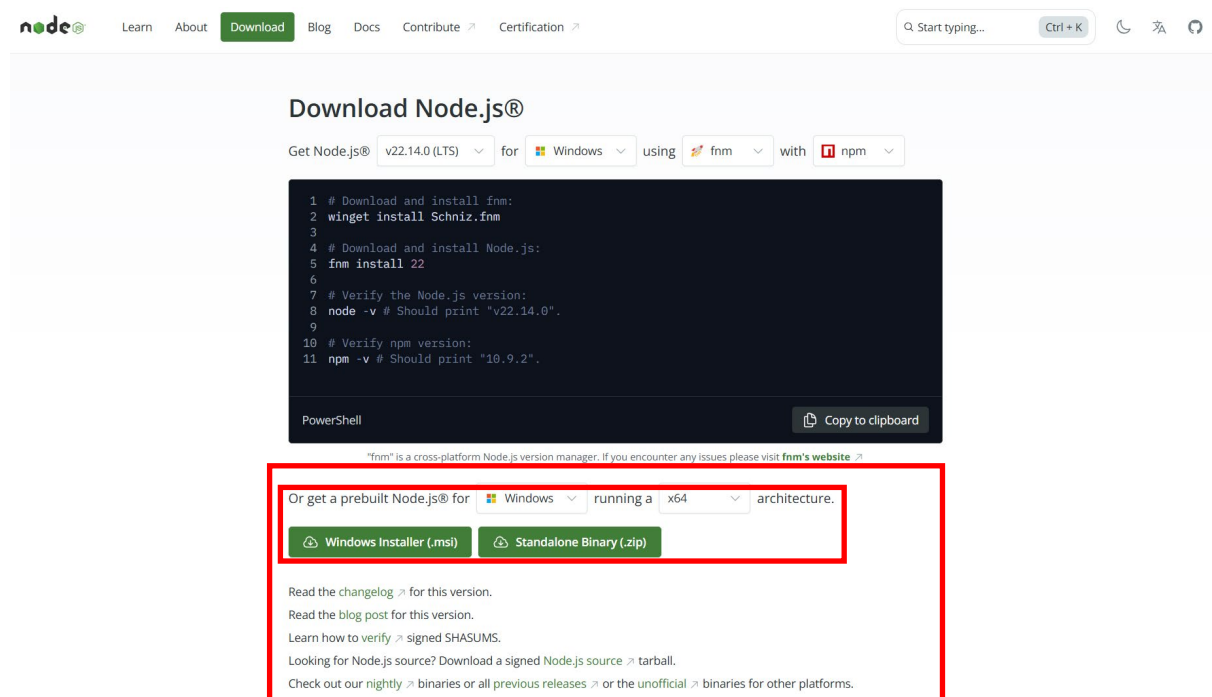 node JS
Learn About Download Blog Docs Contribute Certification Start typing... Ctrl + K
Download Node.js®
Get Node.js® v22.14.0 (LTS) for Windows using fnm with npm
1 # Download and install fnm:
2 winget install Schniz.fnm
3
4 # Download and install Node.js:
5 fnm install 22
6
7 # Verify the Node.js version:
8 node -v # Should print "v22.14.0".
9
10 # Verify npm version:
11 npm -v # Should print "10.9.2".
PowerShell Copy to clipboard
"fnm" is a cross-platform Node.js version manager. If you encounter any issues please visit fnm's website
Or get a prebuilt Node.js® for Windows running a x64 architecture.
Windows Installer (.msi) Standalone Binary (.zip)
Read the changelog for this version.
Read the blog post for this version.
Learn how to verify signed SHASUMS.
Looking for Node.js source? Download a signed Node.js source tarball.
Check out our nightly binaries or all previous releases or the unofficial binaries for other platforms.